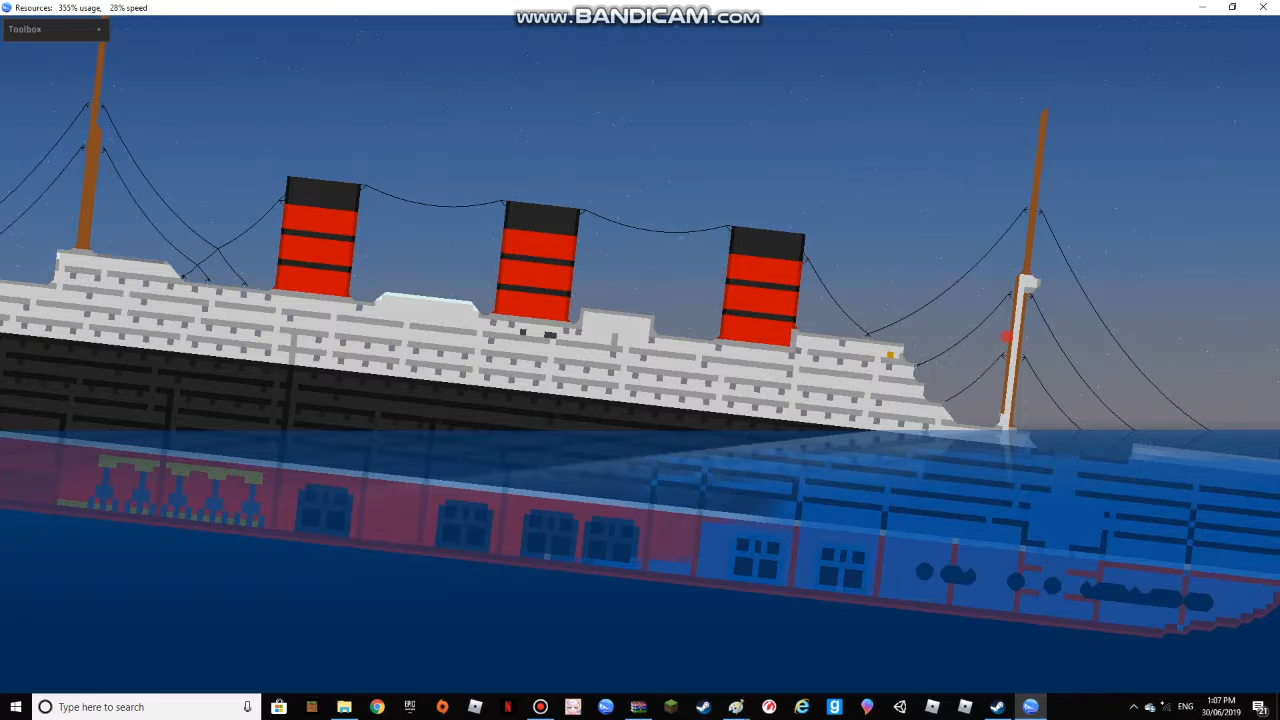 Resources: 355% usage, 28% speed
www.BANDICAM.com
Toolbox
EPIC
N
Type here to search
ENG
1:07 PM
30/06/2019